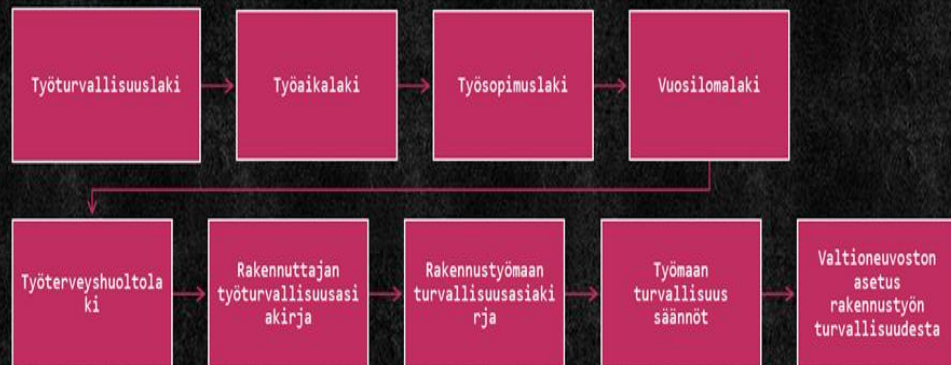 Työturvallisuuslaki
Työaikalaki
Työsopimuslaki
Vuosilomalaki
Työterveyshuoltola
ki
Rakennuttajan
työturvallisuusasi
akirja
Rakennustyömaan
turvallisuusasiaki
rja
Työmaan
turvallisuus
säännöt
Valtioneuvoston
asetus
rakennustyön
turvallisuudesta